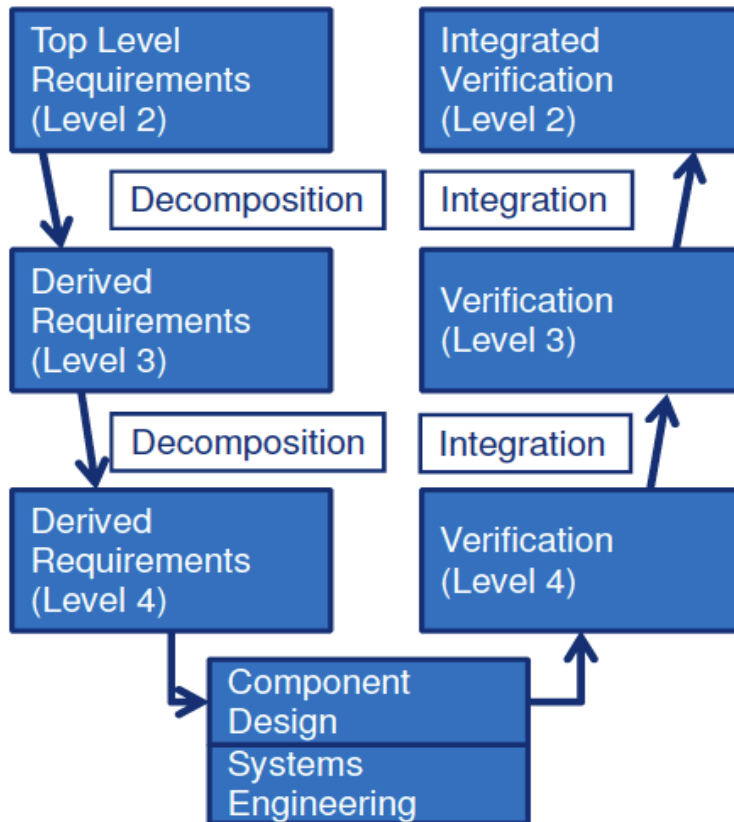 Top Level
Requirements
(Level 2)
Decomposition
Derived
Requirements
(Level 3)
Decomposition
Derived
Requirements
(Level 4)
Component
Design
Systems
Engineering
Verification
(Level 4)
Integration
Verification
(Level 3)
Integration
Integrated
Verification
(Level 2)